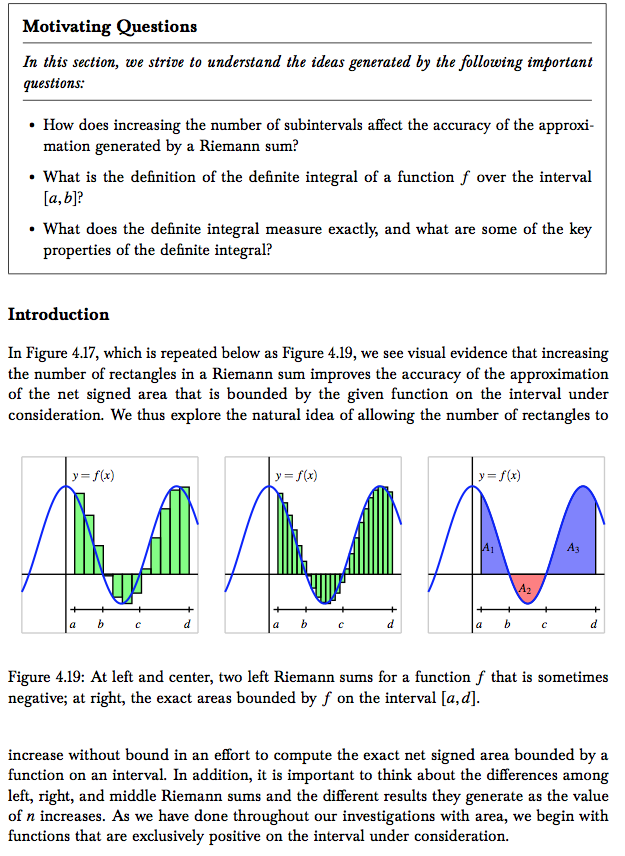 Motivating Questions
In this section, we strive to understand the ideas generated by the following important
questions:
• How does increasing the number of subintervals affect the accuracy of the approxi-
mation generated by a Riemann sum?
• What is the definition of the definite integral of a function f over the interval
[a,b]?
• What does the definite integral measure exactly, and what are some of the key
properties of the definite integral?
Introduction
In Figure 4.17, which is repeated below as Figure 4.19, we see visual evidence that increasing
the number of rectangles in a Riemann sum improves the accuracy of the approximation
of the net signed area that is bounded by the given function on the interval under
consideration. We thus explore the natural idea of allowing the number of rectangles to
y = f(x)
a b c d
y = f(x)
a b c d
y = f(x)
A₁
A₂
A₃
a b c d
Figure 4.19: At left and center, two left Riemann sums for a function f that is sometimes
negative; at right, the exact areas bounded by f on the interval [a,d].
increase without bound in an effort to compute the exact net signed area bounded by a
function on an interval. In addition, it is important to think about the differences among
left, right, and middle Riemann sums and the different results they generate as the value
of n increases. As we have done throughout our investigations with area, we begin with
functions that are exclusively positive on the interval under consideration.